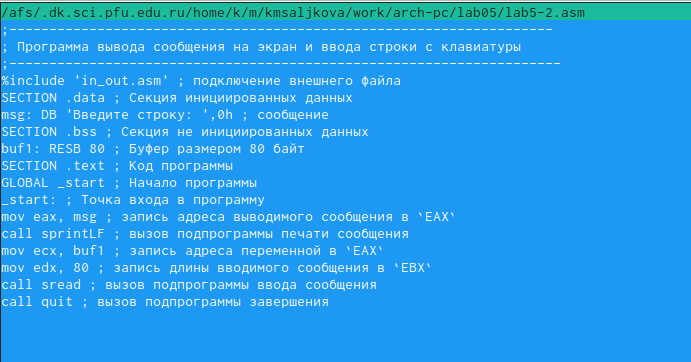 /afs/.dk.sci.pfu.edu.ru/home/k/m/kmsaljkova/work/arch-pc/lab05/lab5-2.asm
;---------------------------------------------------------------------
; Программа вывода сообщения на экран и ввода строки с клавиатуры
;----------------------------------------------------------------------
%include 'in_out.asm' ; подключение внешнего файла
SECTION .data ; Секция инициированных данных
msg: DB 'Введите строку: ',0h ; сообщение
SECTION .bss ; Секция не инициированных данных
buf1: RESB 80 ; Буфер размером 80 байт
SECTION .text ; Код программы
GLOBAL _start ; Начало программы
_start: ; Точка входа в программу
mov eax, msg ; запись адреса выводимого сообщения в `EAX`
call sprintLF ; вызов подпрограммы печати сообщения
mov ecx, buf1 ; запись адреса переменной в `EAX`
mov edx, 80 ; запись длины вводимого сообщения в `EBX`
call sread ; вызов подпрограммы ввода сообщения
call quit ; вызов подпрограммы завершения